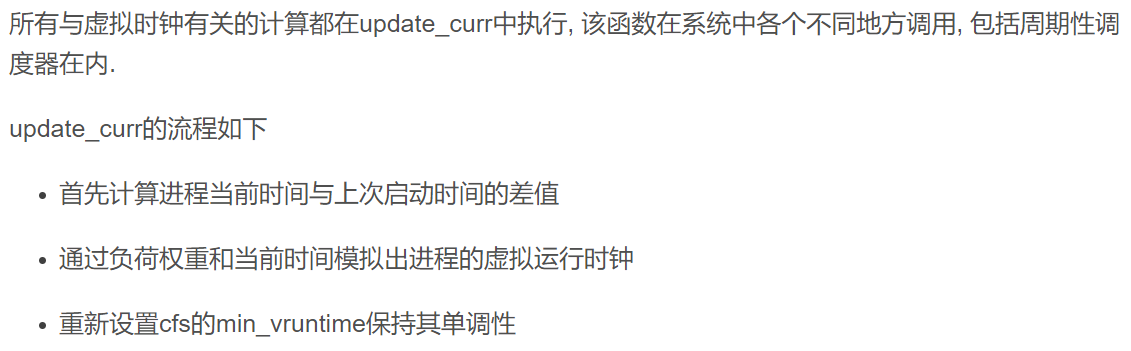 所有与虚拟时钟有关的计算都在update_curr中执行, 该函数在系统中各个不同地方调用, 包括周期性调
度器在内.
update_curr的流程如下
• 首先计算进程当前时间与上次启动时间的差值
• 通过负荷权重和当前时间模拟出进程的虚拟运行时钟
• 重新设置cfs的min_vruntime保持其单调性